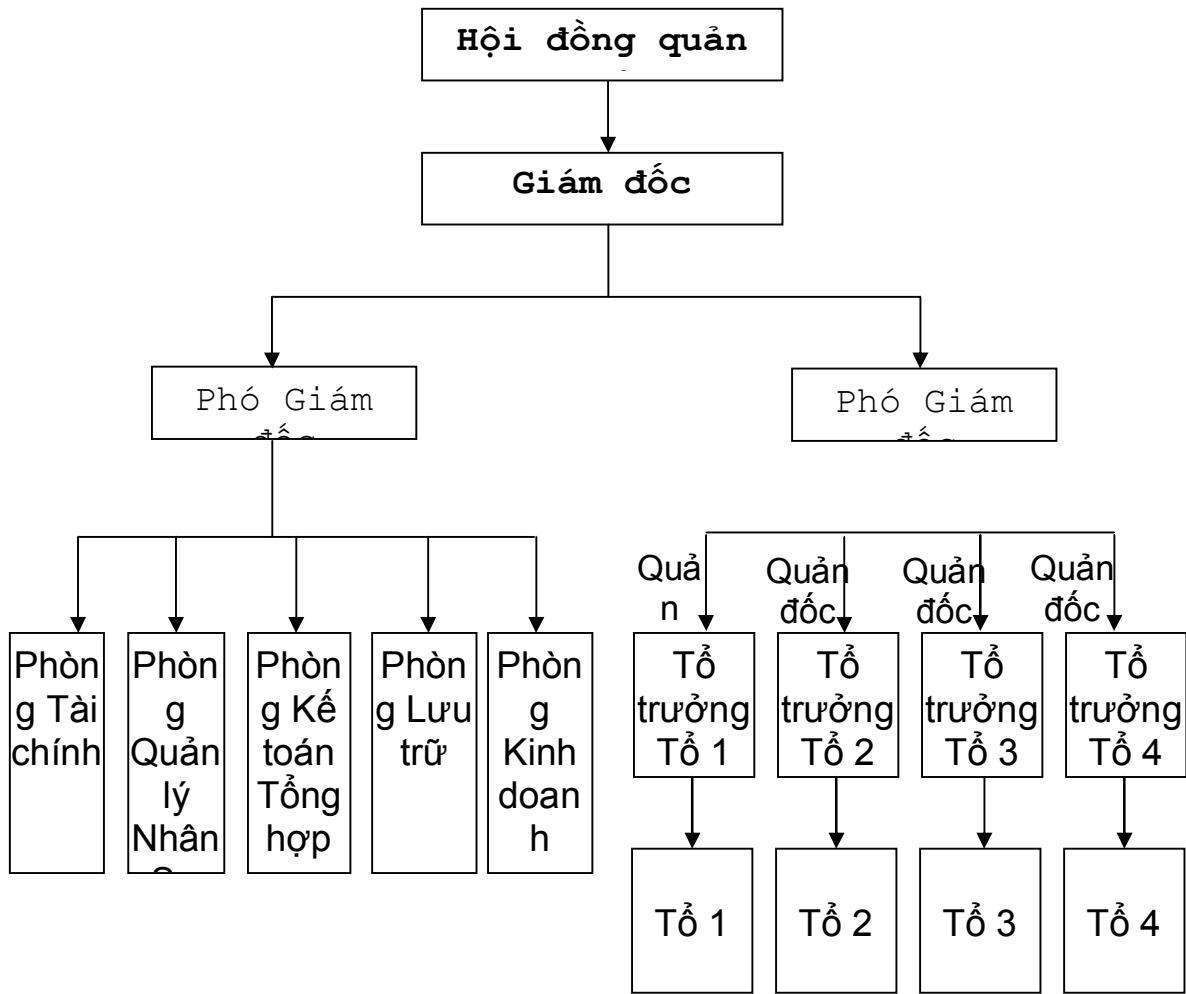 Hội đồng quản
Giám đốc
Phó Giám
đốc
Phó Giám
đốc
Quả
n
Quản
đốc
Quản
đốc
Quản
đốc
Phòn
g Tài
chính
Phòn
g
Quản
lý
Nhân
Phòn
g Kế
toán
Tổng
hợp
Phòn
g Lưu
trữ
Phòn
g
Kinh
doan
h
Tổ
trưởng
Tổ 1
Tổ
trưởng
Tổ 2
Tổ
trưởng
Tổ 3
Tổ
trưởng
Tổ 4
Tổ 1
Tổ 2
Tổ 3
Tổ 4